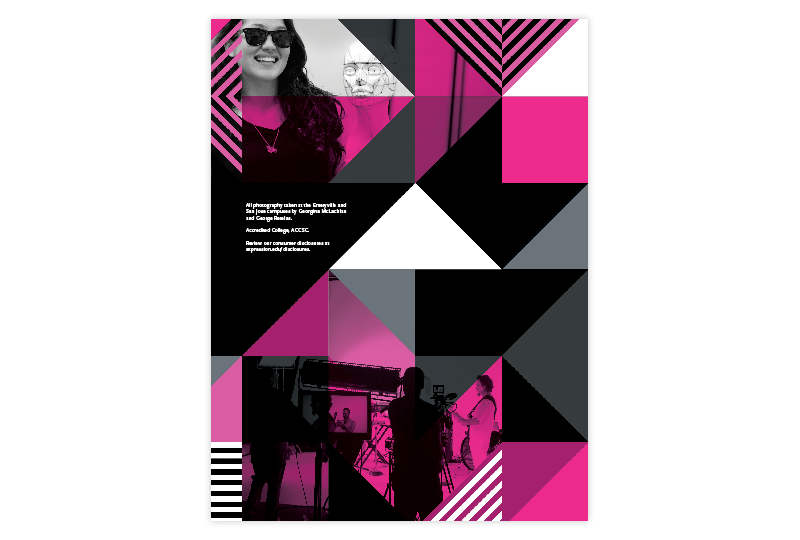 All photography taken at the Emeryville and
San Jose campuses by Georgina McLachlan
and George Rosales.
Accredited College, ACCSC.
Review our consumer disclosures at
expression.edu/disclosures.